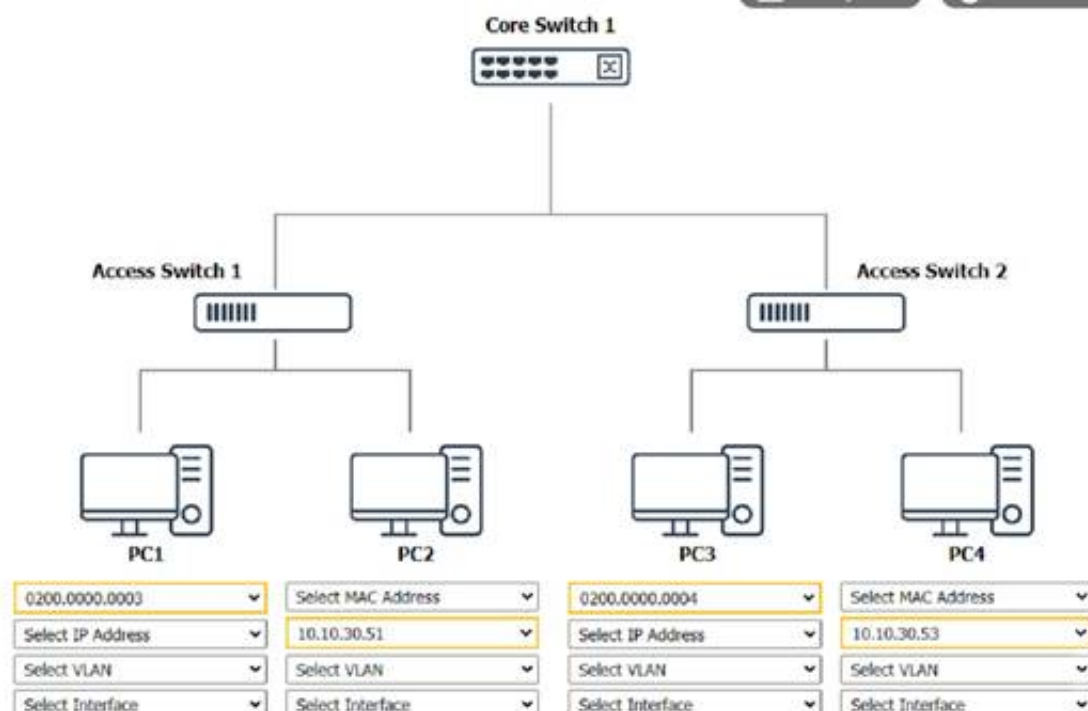 Core Switch 1
Access Switch 1
Access Switch 2
PC1
PC2
PC3
PC4
0200.0000.0003
Select MAC Address
0200.0000.0004
Select MAC Address
Select IP Address
10.10.30.51
Select IP Address
10.10.30.53
Select VLAN
Select VLAN
Select VLAN
Select VLAN
Select Interface
Select Interface
Select Interface
Select Interface